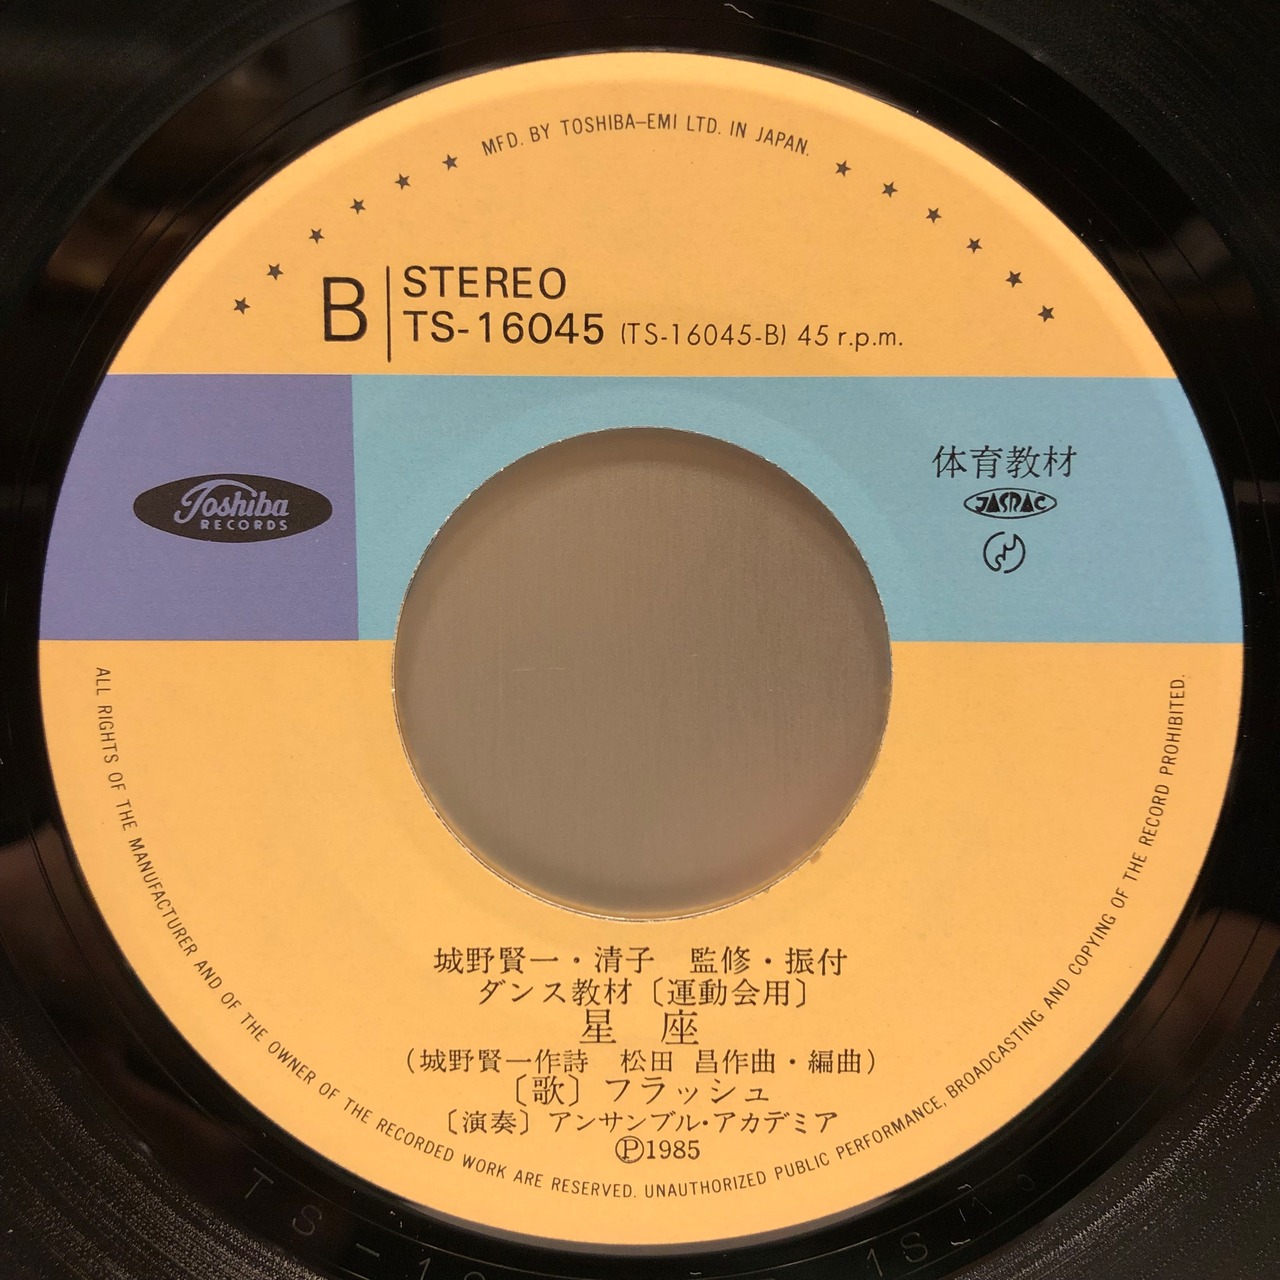 MFD. BY TOSHIBA–EMI LTD. IN JAPAN.
B
STEREO
TS-16045 (TS-16045-B) 45 r.p.m.
Toshiba
RECORDS
体育教材
JASRAC
城野賢一・清子　監修・振付
ダンス教材〔運動会用〕
星　座
(城野賢一作詩　松田　昌作曲・編曲)
〔歌〕フラッシュ
〔演奏〕アンサンブル・アカデミア
Ⓟ1985
ALL RIGHTS OF THE MANUFACTURER AND OF THE OWNER OF THE RECORDED WORK ARE RESERVED. UNAUTHORIZED PUBLIC PERFORMANCE, BROADCASTING AND COPYING OF THE RECORD PROHIBITED.